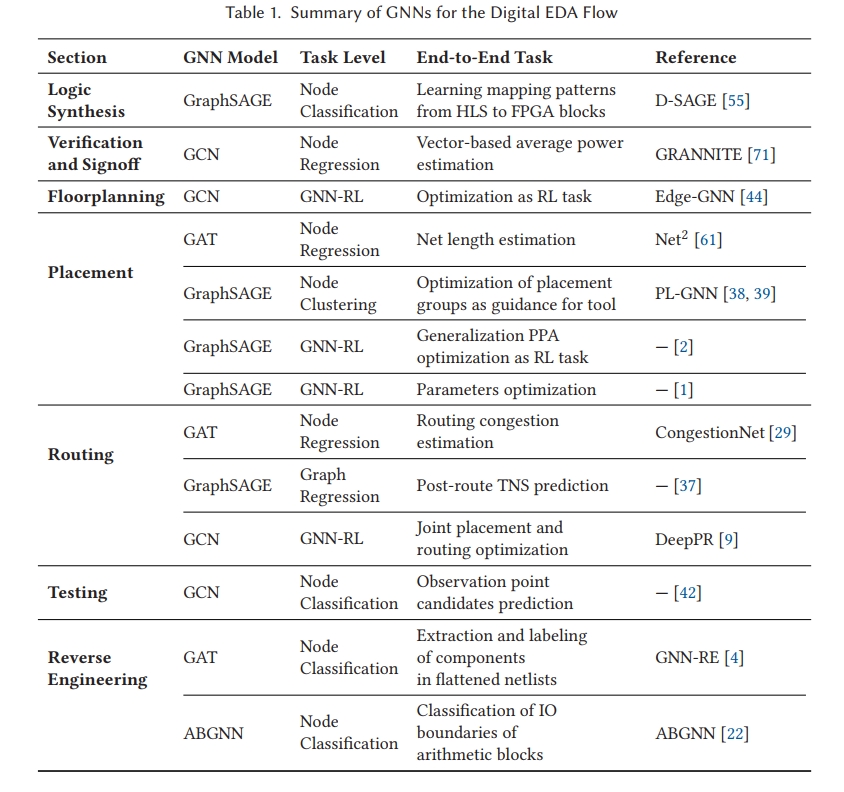 Table 1. Summary of GNNs for the Digital EDA Flow
Section GNN Model Task Level End-to-End Task Reference
Logic Synthesis GraphSAGE Node Classification Learning mapping patterns from HLS to FPGA blocks D-SAGE [55]
Verification and Signoff GCN Node Regression Vector-based average power estimation GRANNITE [71]
Floorplanning GCN GNN-RL Optimization as RL task Edge-GNN [44]
Placement GAT Node Regression Net length estimation Net² [61]
GraphSAGE Node Clustering Optimization of placement groups as guidance for tool PL-GNN [38, 39]
GraphSAGE GNN-RL Generalization PPA optimization as RL task — [2]
GraphSAGE GNN-RL Parameters optimization — [1]
Routing GAT Node Regression Routing congestion estimation CongestionNet [29]
GraphSAGE Graph Regression Post-route TNS prediction — [37]
GCN GNN-RL Joint placement and routing optimization DeepPR [9]
Testing GCN Node Classification Observation point candidates prediction — [42]
Reverse Engineering GAT Node Classification Extraction and labeling of components in flattened netlists GNN-RE [4]
ABGNN Node Classification Classification of IO boundaries of arithmetic blocks ABGNN [22]